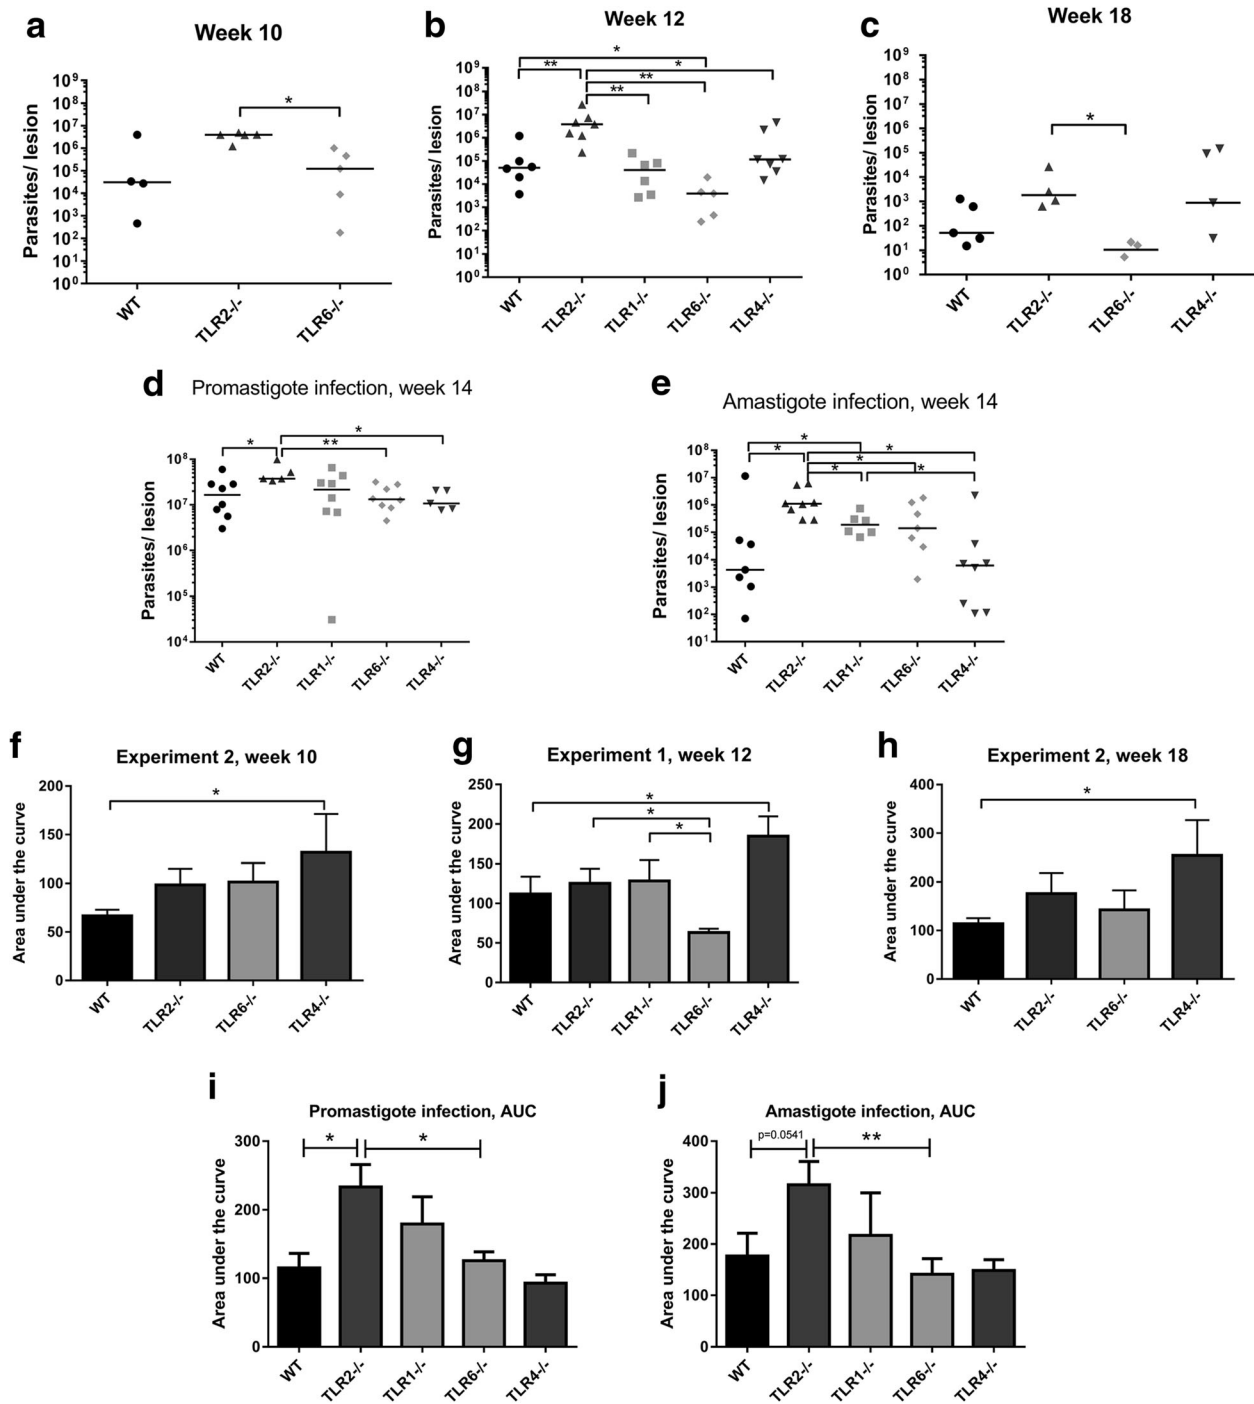 a
Week 10
Parasites/ lesion
10⁹
10⁸
10⁷
10⁶
10⁵
10⁴
10³
10²
10¹
10⁰
*
WT
TLR2-/-
TLR6-/-
b
Week 12
Parasites/ lesion
10⁹
10⁸
10⁷
10⁶
10⁵
10⁴
10³
10²
10¹
10⁰
*
** *
**
**
WT
TLR2-/-
TLR1-/-
TLR6-/-
TLR4-/-
c
Week 18
Parasites/ lesion
10⁹
10⁸
10⁷
10⁶
10⁵
10⁴
10³
10²
10¹
10⁰
*
WT
TLR2-/-
TLR6-/-
TLR4-/-
d
Promastigote infection, week 14
Parasites/ lesion
10⁸
10⁷
10⁶
10⁵
10⁴
*
* **
WT
TLR2-/-
TLR1-/-
TLR6-/-
TLR4-/-
e
Amastigote infection, week 14
Parasites/ lesion
10⁸
10⁷
10⁶
10⁵
10⁴
10³
10²
10¹
*
* *
*
* *
WT
TLR2-/-
TLR1-/-
TLR6-/-
TLR4-/-
f
Experiment 2, week 10
Area under the curve
200
150
100
50
0
*
WT
TLR2-/-
TLR6-/-
TLR4-/-
g
Experiment 1, week 12
Area under the curve
250
200
150
100
50
0
*
*
*
WT
TLR2-/-
TLR1-/-
TLR6-/-
TLR4-/-
h
Experiment 2, week 18
Area under the curve
400
300
200
100
0
*
WT
TLR2-/-
TLR6-/-
TLR4-/-
i
Promastigote infection, AUC
Area under the curve
300
200
100
0
* *
WT
TLR2-/-
TLR1-/-
TLR6-/-
TLR4-/-
j
Amastigote infection, AUC
Area under the curve
400
300
200
100
0
p=0.0541 **
WT
TLR2-/-
TLR1-/-
TLR6-/-
TLR4-/-